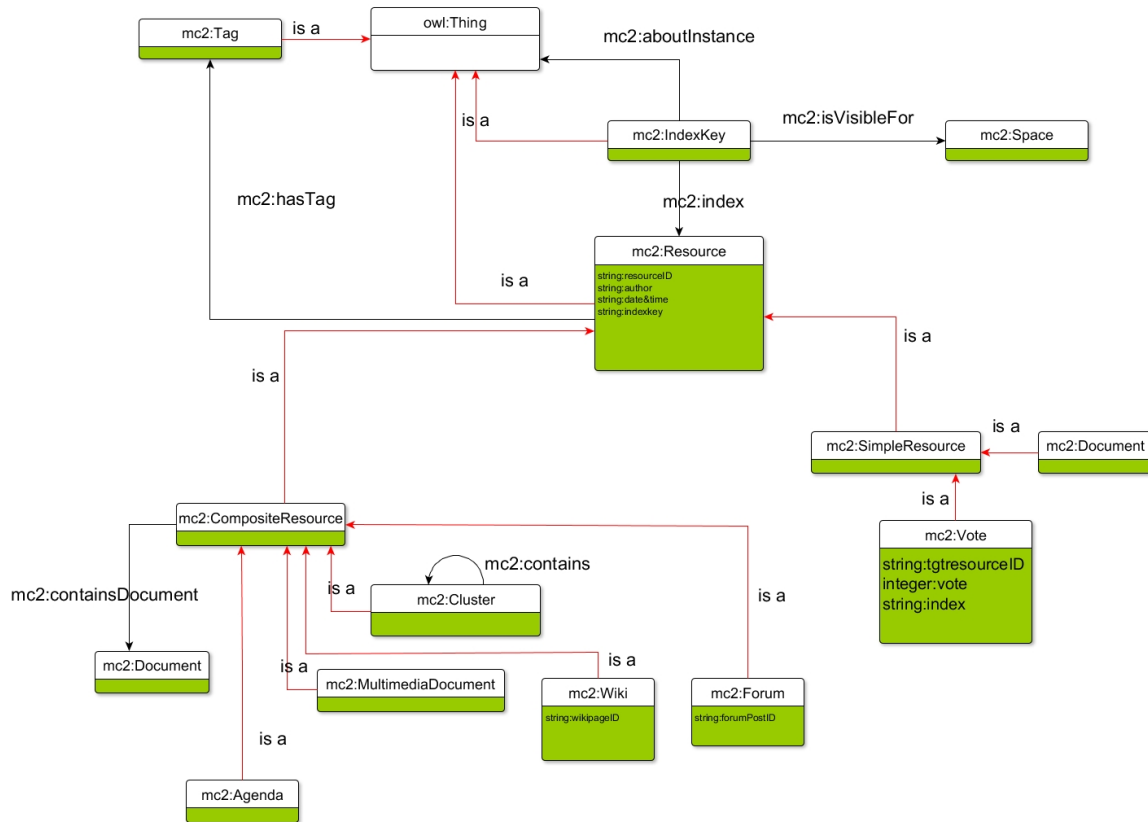 mc2:Tag
is a
owl:Thing
mc2:aboutInstance
is a
mc2:IndexKey
mc2:isVisibleFor
mc2:Space
mc2:hasTag
mc2:index
mc2:Resource
string:resourceID
string:author
string:date&time
string:indexkey
is a
is a
is a
mc2:SimpleResource
is a
mc2:Document
is a
mc2:CompositeResource
mc2:Vote
string:tgtresourceID
integer:vote
string:index
mc2:contains
is a
mc2:Cluster
mc2:containsDocument
is a
mc2:Document
is a
is a
mc2:MultimediaDocument
mc2:Wiki
string:wikipageID
mc2:Forum
string:forumPostID
is a
mc2:Agenda